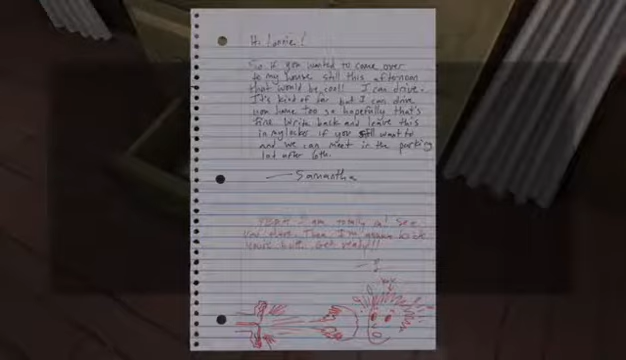 Hi Lonnie!
So if you wanted to come over
to my house still this afternoon
that would be cool! I can drive.
It's kind of far but I can drive
you home too so hopefully that's
fine. Write back and leave this
in my locker if you still want to
and we can meet in the parking
lot after 6th.
—Samantha
I am totally in! See
you there. Then I'm gonna kick
your butt. Get ready!!